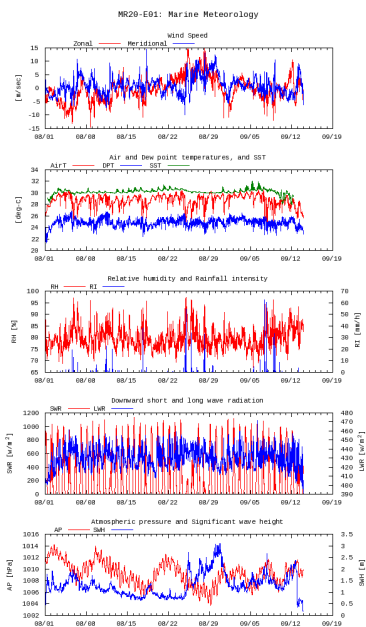 MR20-E01: Marine Meteorology
Wind Speed
Zonal Meridional
[m/sec]
15
10
5
0
-5
-10
-15
08/01 08/08 08/15 08/22 08/29 09/05 09/12 09/19
Air and Dew point temperatures, and SST
AirT DPT SST
[deg-C]
34
32
30
28
26
24
22
20
08/01 08/08 08/15 08/22 08/29 09/05 09/12 09/19
Relative humidity and Rainfall intensity
RH RI
RH [%]
100
95
90
85
80
75
70
65
70
60
50
40
30
20
10
0
RI [mm/h]
08/01 08/08 08/15 08/22 08/29 09/05 09/12 09/19
Downward short and long wave radiation
SWR LWR
SWR [w/m²]
1200
1000
800
600
400
200
0
480
470
460
450
440
430
420
410
400
390
LWR [w/m²]
08/01 08/08 08/15 08/22 08/29 09/05 09/12 09/19
Atmospheric pressure and Significant wave height
AP SWH
AP [hPa]
1016
1014
1012
1010
1008
1006
1004
1002
3.5
3
2.5
2
1.5
1
0.5
0
SWH [m]
08/01 08/08 08/15 08/22 08/29 09/05 09/12 09/19